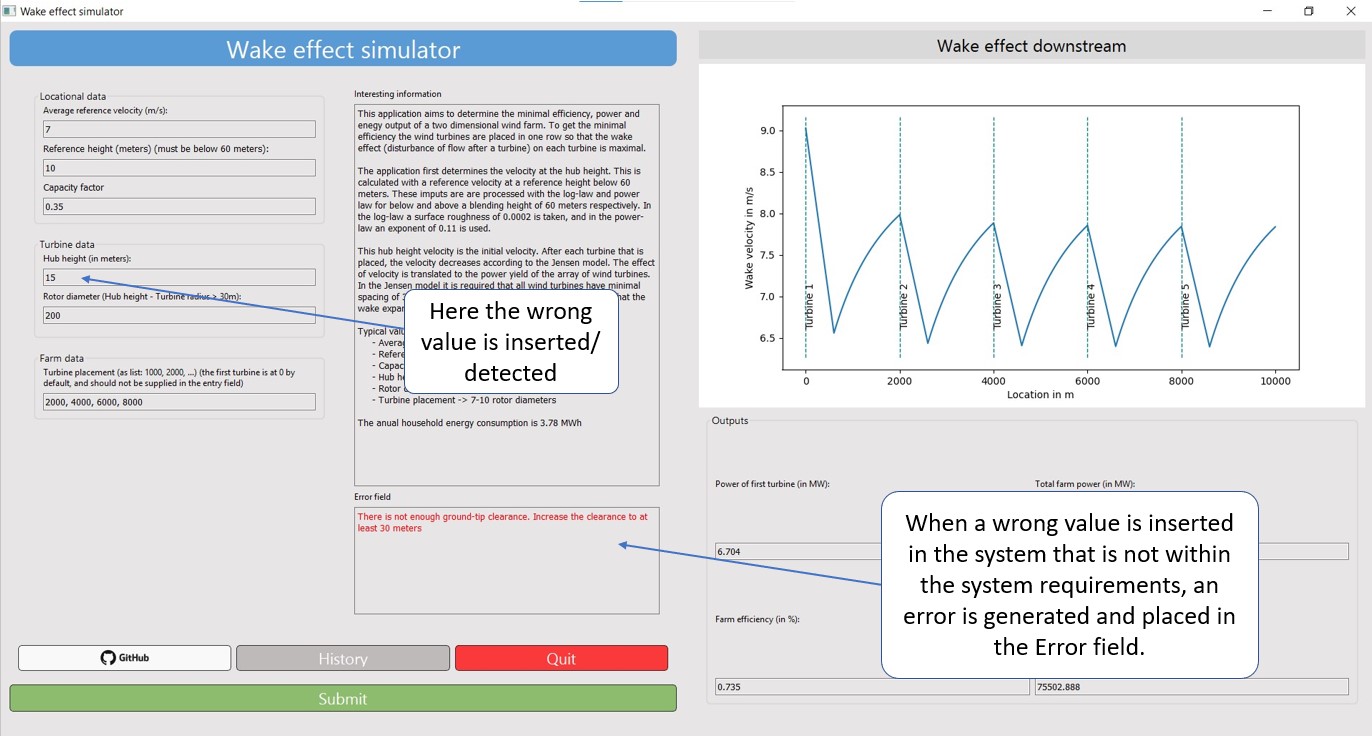 Wake effect simulator
Wake effect simulator
Locational data
Average reference velocity (m/s):
7
Reference height (meters) (must be below 60 meters):
10
Capacity factor
0.35
Turbine data
Hub height (in meters):
15
Rotor diameter (Hub height - Turbine radius > 30m):
200
Farm data
Turbine placement (as list: 1000, 2000, ...) (the first turbine is at 0 by
default, and should not be supplied in the entry field)
2000, 4000, 6000, 8000
Interesting information
This application aims to determine the minimal efficiency, power and
enegy output of a two dimensional wind farm. To get the minimal
efficiency the wind turbines are placed in one row so that the wake
effect (disturbance of flow after a turbine) on each turbine is maximal.
The application first determines the velocity at the hub height. This is
calculated with a reference velocity at a reference height below 60
meters. These imputs are are processed with the log-law and power
law for below and above a blending height of 60 meters respectively. In
the log-law a surface roughness of 0.0002 is taken, and in the power-
law an exponent of 0.11 is used.
This hub height velocity is the initial velocity. After each turbine that is
placed, the velocity decreases according to the Jensen model. The effect
of velocity is translated to the power yield of the array of wind turbines.
In the Jensen model it is required that all wind turbines have minimal
spacing of
the
wake
Typical
-
-
-
- Hub
- Rotor
- Turbine placement -> 7-10 rotor diameters
The anual household energy consumption is 3.78 MWh
Here the wrong
value is inserted/
detected
Error field
There is not enough ground-tip clearance. Increase the clearance to at
least 30 meters
GitHub
History
Quit
Submit
Wake effect downstream
Wake velocity in m/s
9.0
8.5
8.0
7.5
7.0
6.5
Turbine 1
Turbine 2
Turbine 3
Turbine 4
Turbine 5
0 2000 4000 6000 8000 10000
Location in m
Outputs
Power of first turbine (in MW):
Total farm power (in MW):
6.704
Farm efficiency (in %):
0.735
75502.888
When a wrong value is inserted
in the system that is not within
the system requirements, an
error is generated and placed in
the Error field.